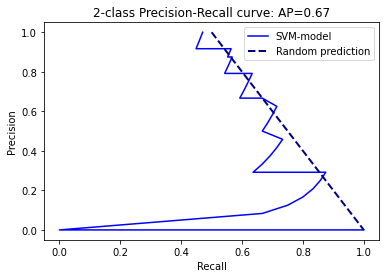 2-class Precision-Recall curve: AP=0.67
SVM-model
Random prediction
Precision
1.0
0.8
0.6
0.4
0.2
0.0
0.0 0.2 0.4 0.6 0.8 1.0
Recall